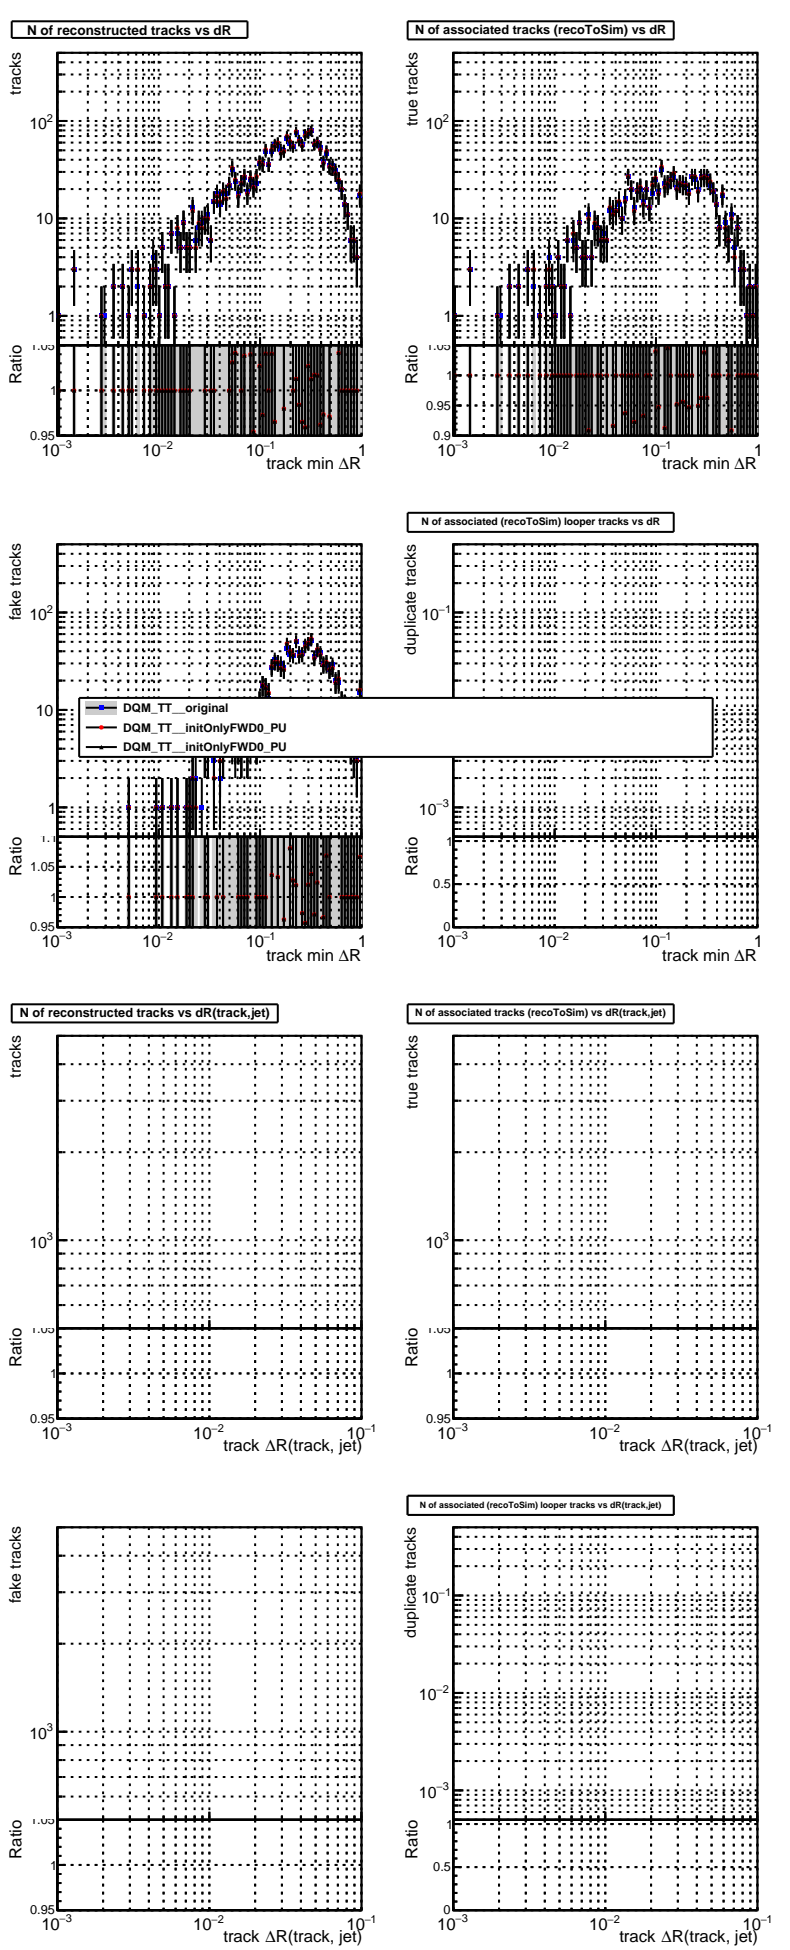 N of reconstructed tracks vs dR
tracks
10²
10
1
Ratio
1.05
1
0.95
10⁻³
10⁻²
10⁻¹
1
track min ΔR
N of associated tracks (recoToSim) vs dR
true tracks
10²
10
1
Ratio
1.05
1
0.95
0.9
10⁻³
10⁻²
10⁻¹
1
track min ΔR
fake tracks
10²
10
1
Ratio
1.1
1.05
1
0.95
10⁻³
10⁻²
10⁻¹
1
track min ΔR
N of associated (recoToSim) looper tracks vs dR
duplicate tracks
10⁻¹
10⁻³
Ratio
1
0.5
0
10⁻³
10⁻²
10⁻¹
1
track min ΔR
DQM_TT__original
DQM_TT__initOnlyFWD0_PU
DQM_TT__initOnlyFWD0_PU
N of reconstructed tracks vs dR(track,jet)
tracks
10³
Ratio
1.05
1
0.95
10⁻³
10⁻²
10⁻¹
track ΔR(track, jet)
N of associated tracks (recoToSim) vs dR(track,jet)
true tracks
10³
Ratio
1.05
1
0.95
10⁻³
10⁻²
10⁻¹
track ΔR(track, jet)
fake tracks
10³
Ratio
1.05
1
0.95
10⁻³
10⁻²
10⁻¹
track ΔR(track, jet)
N of associated (recoToSim) looper tracks vs dR(track,jet)
duplicate tracks
10⁻¹
10⁻²
10⁻³
Ratio
1
0.5
0
10⁻³
10⁻²
10⁻¹
track ΔR(track, jet)